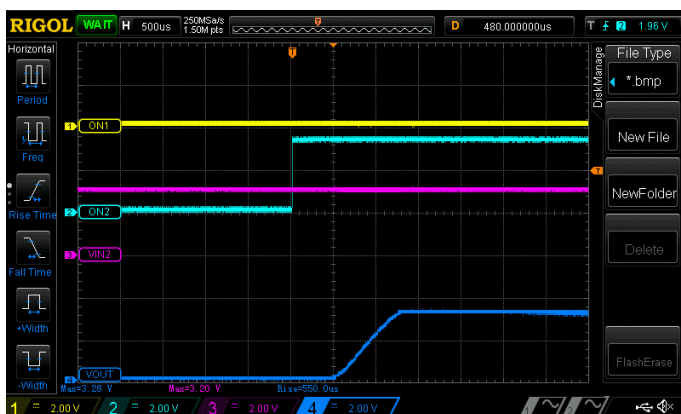 RIGOL WAIT H 500us 250MSa/s 1.50M pts D 480.000000us T 2 1.96 V
Horizontal
Period
Freq
Rise Time
Fall Time
+Width
-Width
1 ON1
2 ON2
3 VIN2
4 VOUT
T
T
Max=3.28 V Max=3.20 V Rise=550.0us
DiskManage
File Type
*.bmp
New File
NewFolder
Delete
FlashErase
1 = 2.00 V 2 = 2.00 V 3 = 2.00 V 4 = 2.00 V